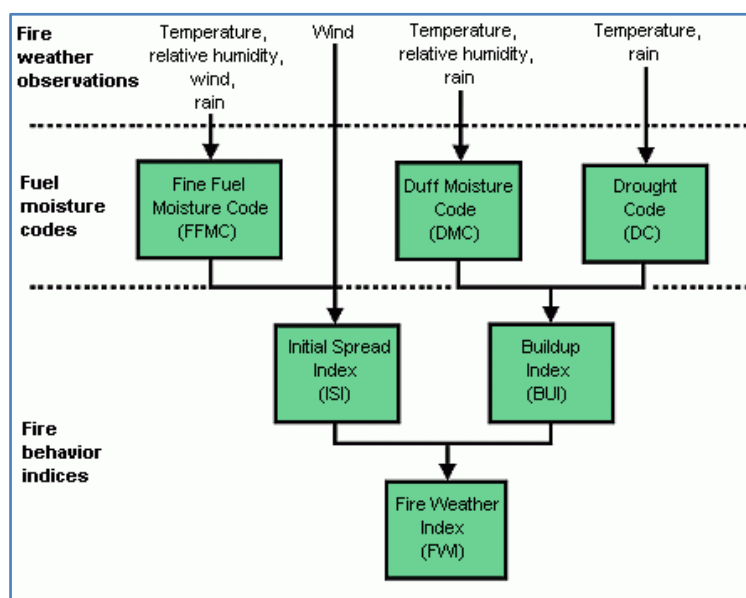 Fire
weather
observations
Temperature,
relative humidity,
wind,
rain
Wind
Temperature,
relative humidity,
rain
Temperature,
rain
Fuel
moisture
codes
Fine Fuel
Moisture Code
(FFMC)
Duff Moisture
Code
(DMC)
Drought
Code
(DC)
Fire
behavior
indices
Initial Spread
Index
(ISI)
Buildup
Index
(BUI)
Fire Weather
Index
(FWI)